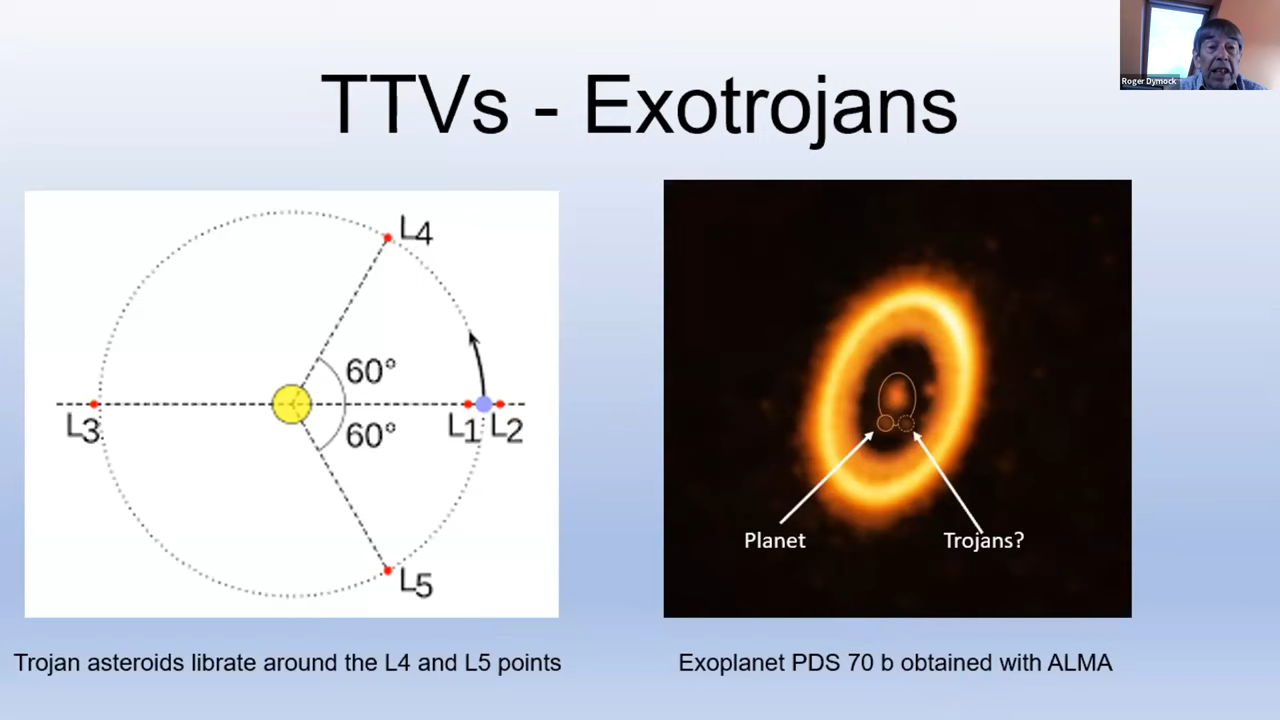 Roger Dymock
TTVs - Exotrojans
L4
60°
L3
L1 L2
60°
L5
Planet
Trojans?
Trojan asteroids librate around the L4 and L5 points
Exoplanet PDS 70 b obtained with ALMA